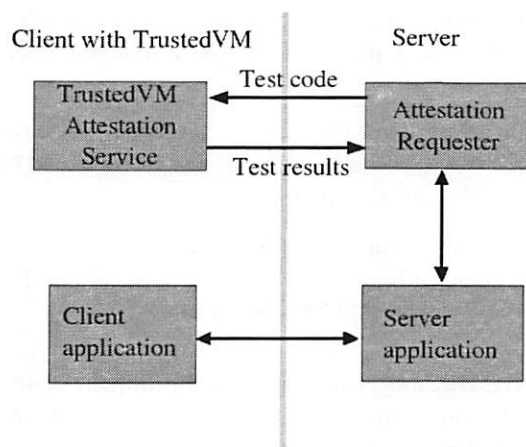 Client with TrustedVM
Server
Test code
TrustedVM
Attestation
Service
Attestation
Requester
Test results
Client
application
Server
application